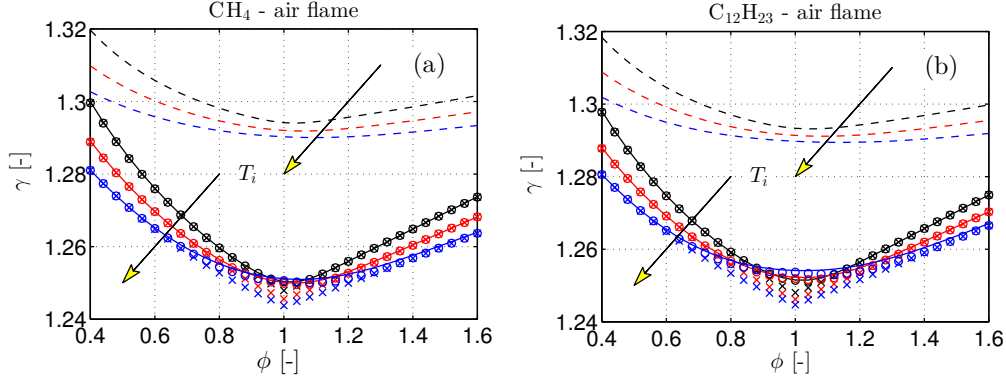 CH₄ - air flame
(a)
γ [-]
1.32
1.3
1.28
1.26
1.24
T_i
0.4 0.6 0.8 1 1.2 1.4 1.6
ϕ [-]
C₁₂H₂₃ - air flame
(b)
γ [-]
1.32
1.3
1.28
1.26
1.24
T_i
0.4 0.6 0.8 1 1.2 1.4 1.6
ϕ [-]